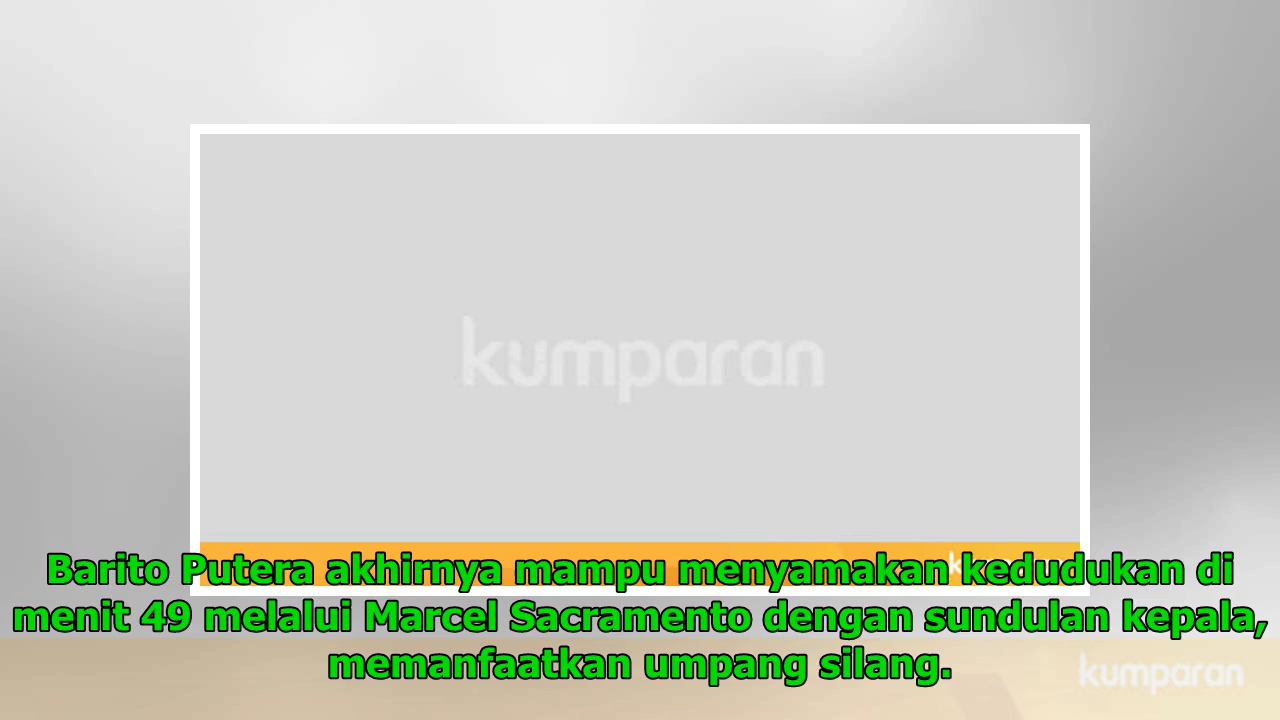 kumparan
Barito Putera akhirnya mampu menyamakan kedudukan di
menit 49 melalui Marcel Sacramento dengan sundulan kepala,
memanfaatkan umpang silang.
kumparan